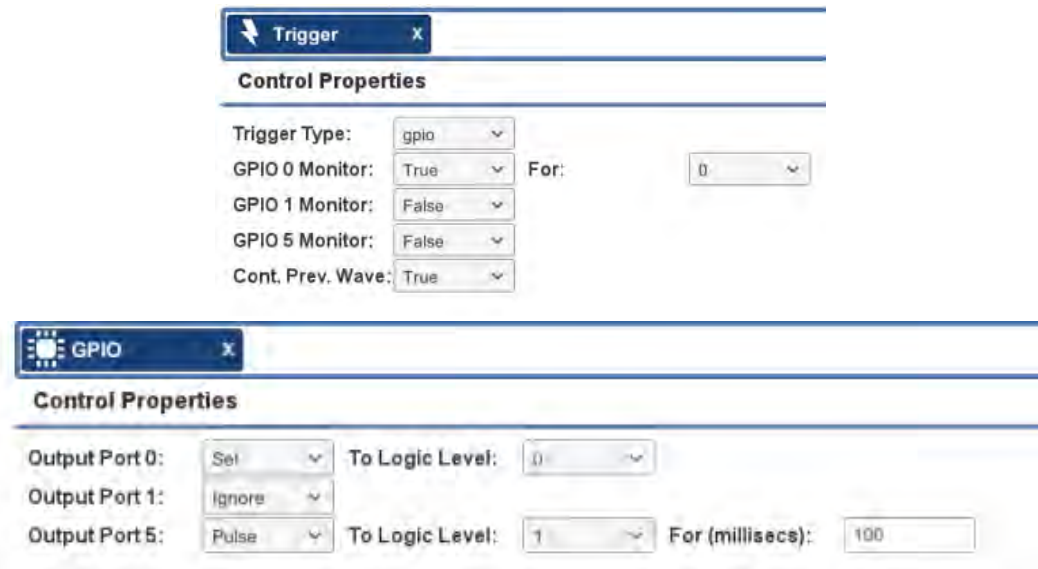 Trigger X
Control Properties
Trigger Type: gpio
GPIO 0 Monitor: True For: 0
GPIO 1 Monitor: False
GPIO 5 Monitor: False
Cont. Prev. Wave: True
GPIO X
Control Properties
Output Port 0: Set To Logic Level: 0
Output Port 1: Ignore
Output Port 5: Pulse To Logic Level: 1 For (millisecs): 100